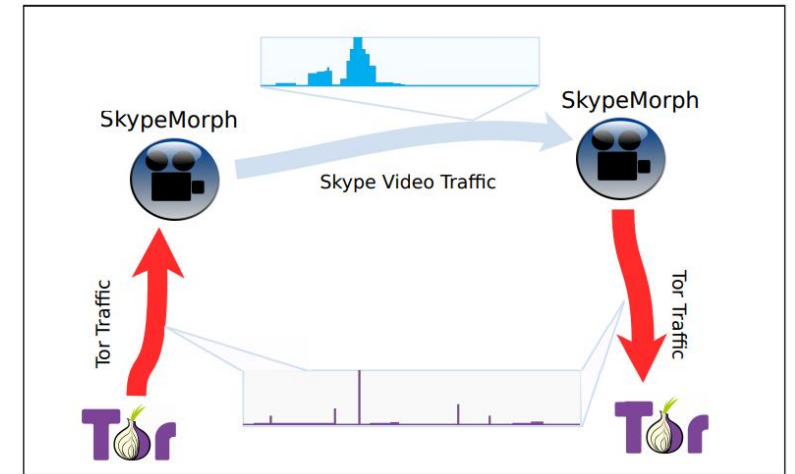 SkypeMorph
SkypeMorph
Skype Video Traffic
Tor Traffic
Tor Traffic
Tor
Tor